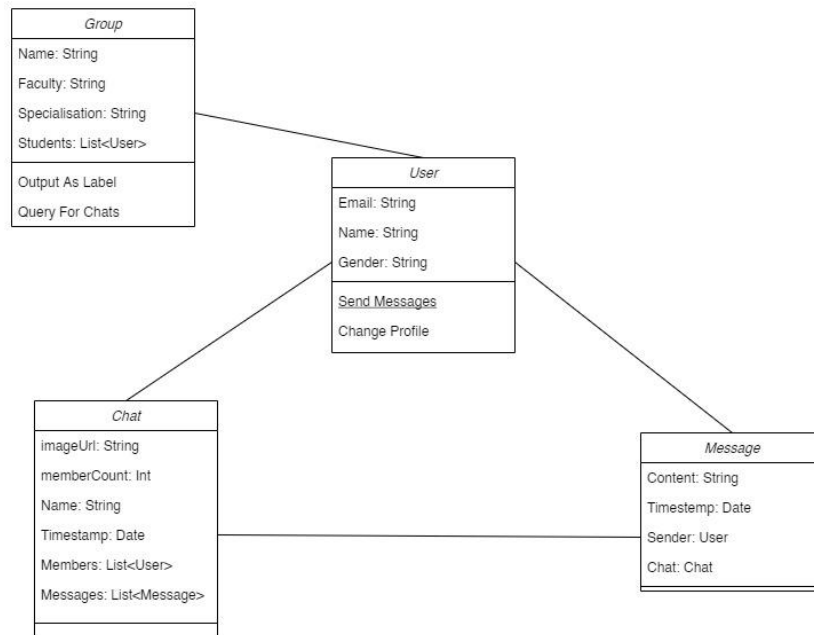 Group
Name: String
Faculty: String
Specialisation: String
Students: List<User>
Output As Label
Query For Chats
User
Email: String
Name: String
Gender: String
Send Messages
Change Profile
Chat
imageUrl: String
memberCount: Int
Name: String
Timestamp: Date
Members: List<User>
Messages: List<Message>
Message
Content: String
Timestemp: Date
Sender: User
Chat: Chat